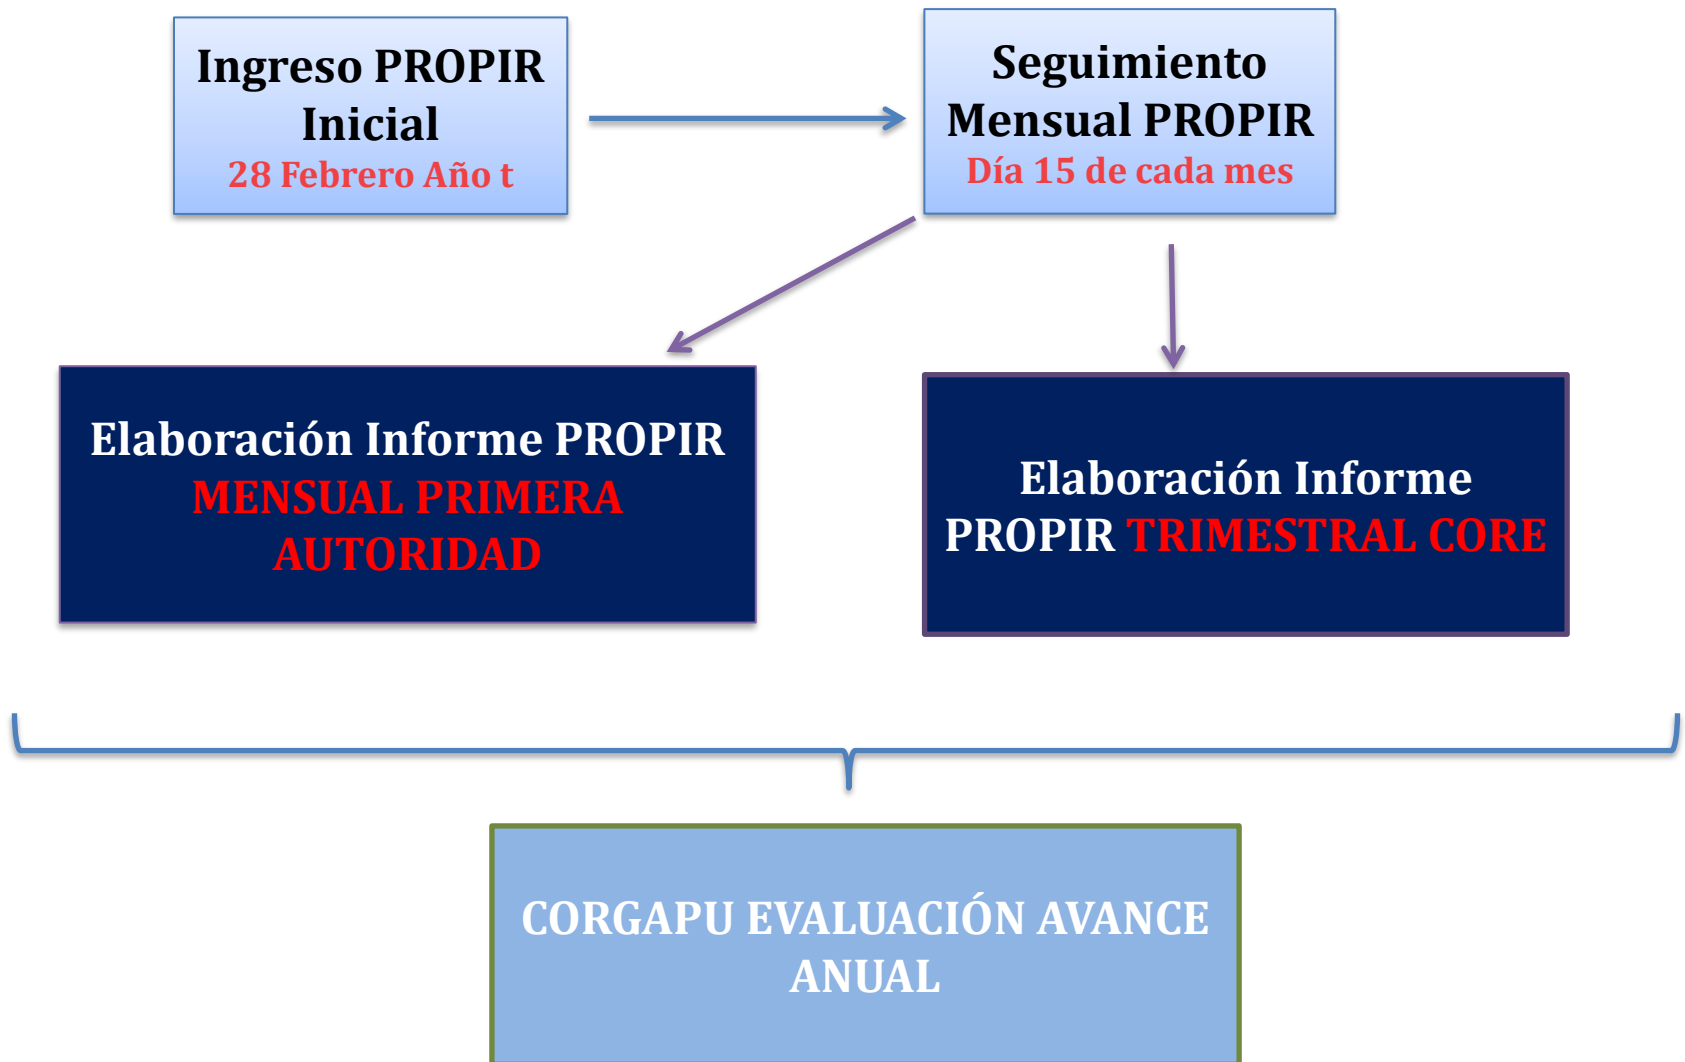 Ingreso PROPIR
Inicial
28 Febrero Año t
Seguimiento
Mensual PROPIR
Día 15 de cada mes
Elaboración Informe PROPIR
MENSUAL PRIMERA
AUTORIDAD
Elaboración Informe
PROPIR TRIMESTRAL CORE
CORGAPU EVALUACIÓN AVANCE
ANUAL